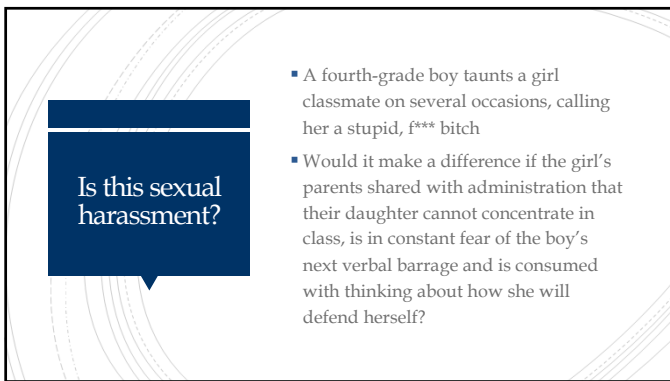 Is this sexual
harassment?
▪ A fourth-grade boy taunts a girl
classmate on several occasions, calling
her a stupid, f*** bitch
▪ Would it make a difference if the girl's
parents shared with administration that
their daughter cannot concentrate in
class, is in constant fear of the boy's
next verbal barrage and is consumed
with thinking about how she will
defend herself?